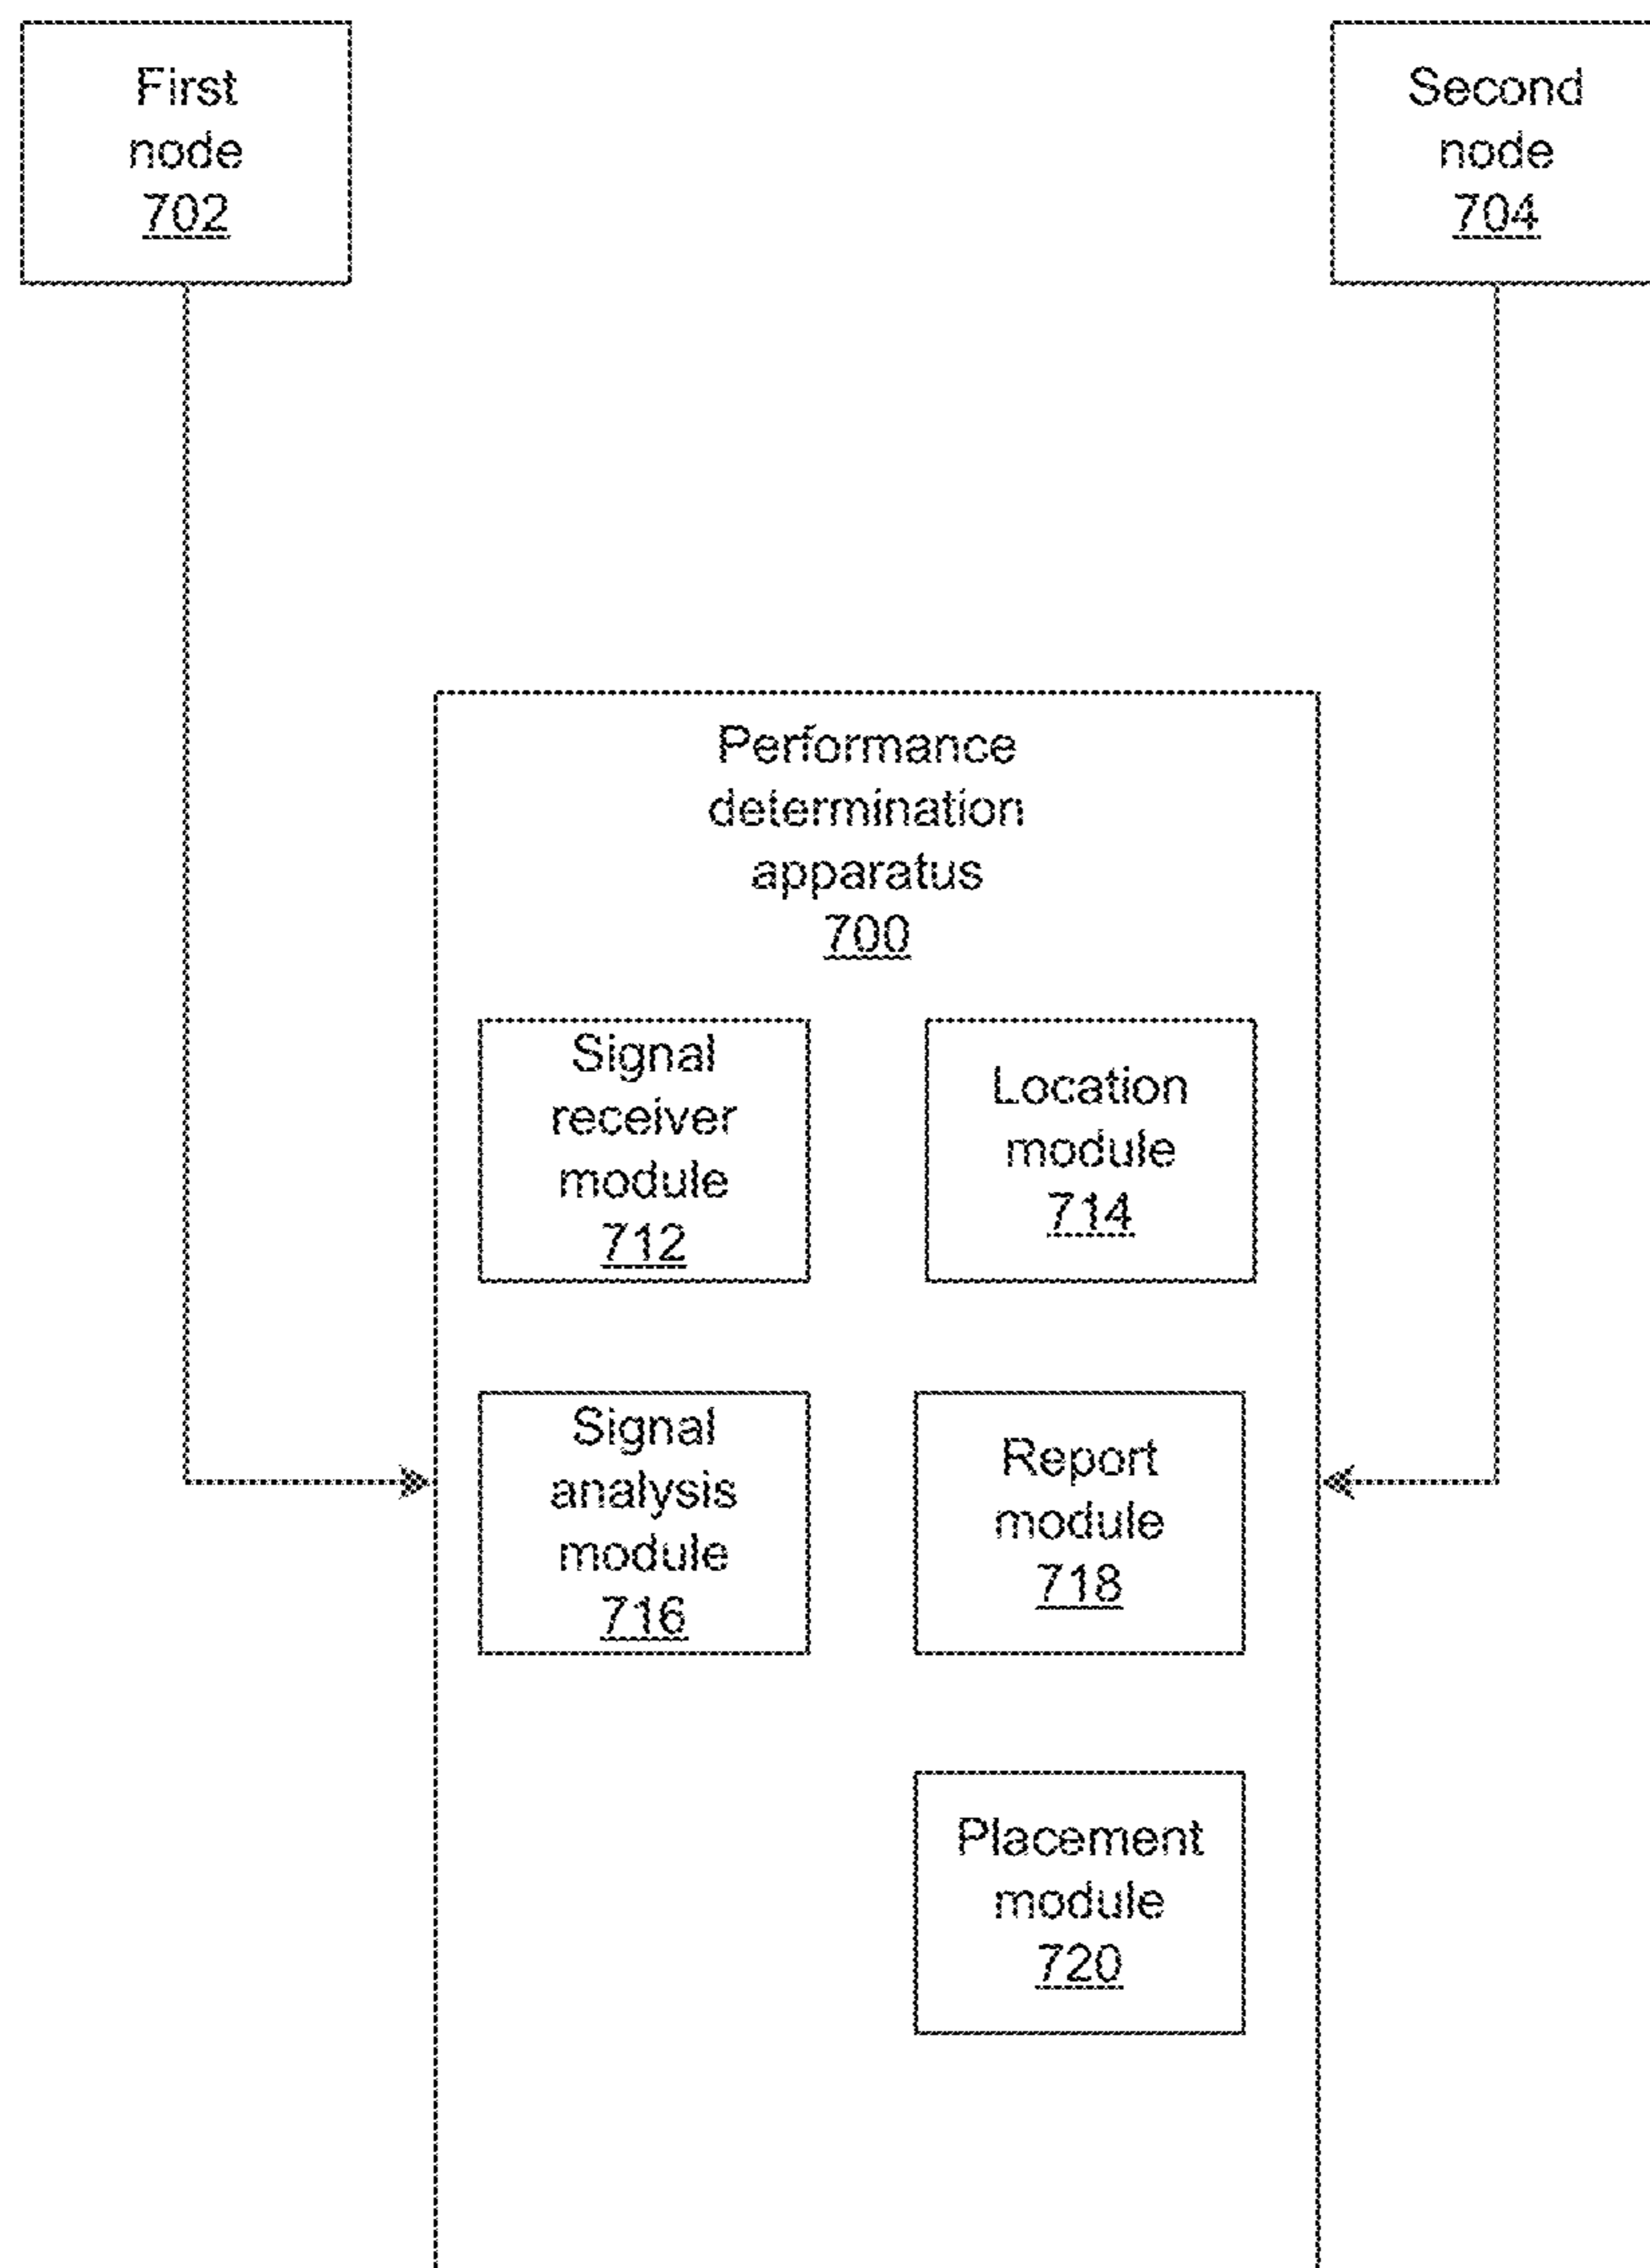 First
node
702
Second
node
704
Performance
determination
apparatus
700
Signal
receiver
module
712
Location
module
714
Signal
analysis
module
716
Report
module
718
Placement
module
720